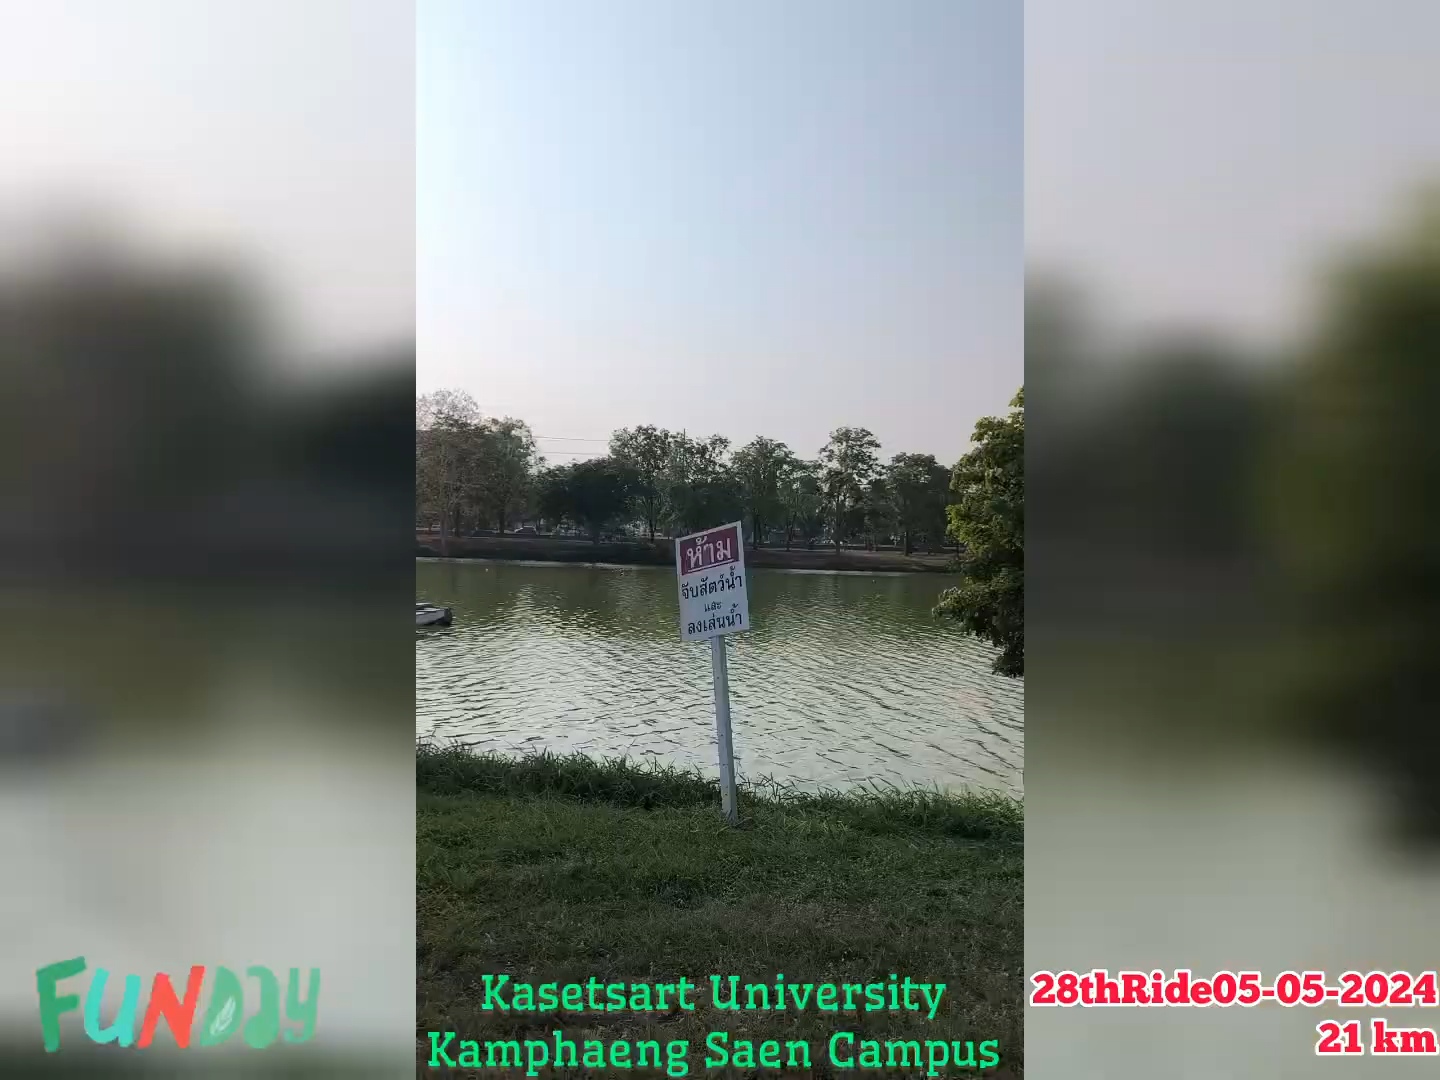 ห้าม
จับสัตว์น้ำ
และ
ลงเล่นน้ำ
FUNDAY
Kasetsart University
Kamphaeng Saen Campus
28thRide05-05-2024
21 km